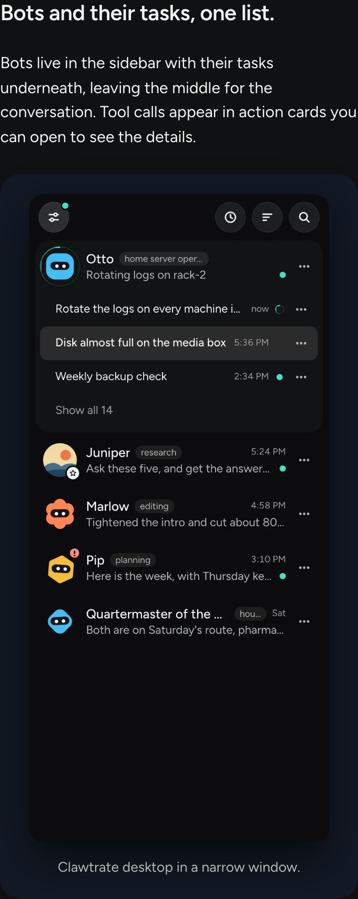 Bots and their tasks, one list.
Bots live in the sidebar with their tasks
underneath, leaving the middle for the
conversation. Tool calls appear in action cards you
can open to see the details.
Otto home server oper...
Rotating logs on rack-2
Rotate the logs on every machine i... now
Disk almost full on the media box 5:36 PM
Weekly backup check 2:34 PM
Show all 14
Juniper research 5:24 PM
Ask these five, and get the answer...
Marlow editing 4:58 PM
Tightened the intro and cut about 80...
Pip planning 3:10 PM
Here is the week, with Thursday ke...
Quartermaster of the ... hou... Sat
Both are on Saturday's route, pharma...
Clawtrate desktop in a narrow window.